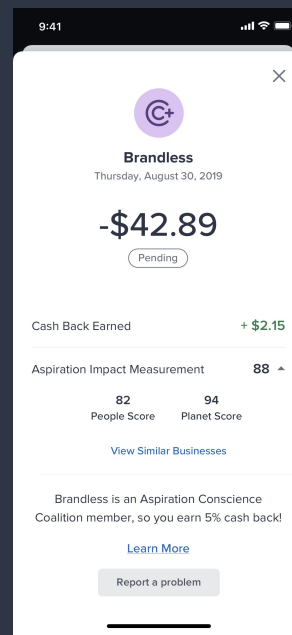 9:41
Brandless
Thursday, August 30, 2019
-$42.89
Pending
Cash Back Earned + $2.15
Aspiration Impact Measurement 88
82 94
People Score Planet Score
View Similar Businesses
Brandless is an Aspiration Conscience
Coalition member, so you earn 5% cash back!
Learn More
Report a problem